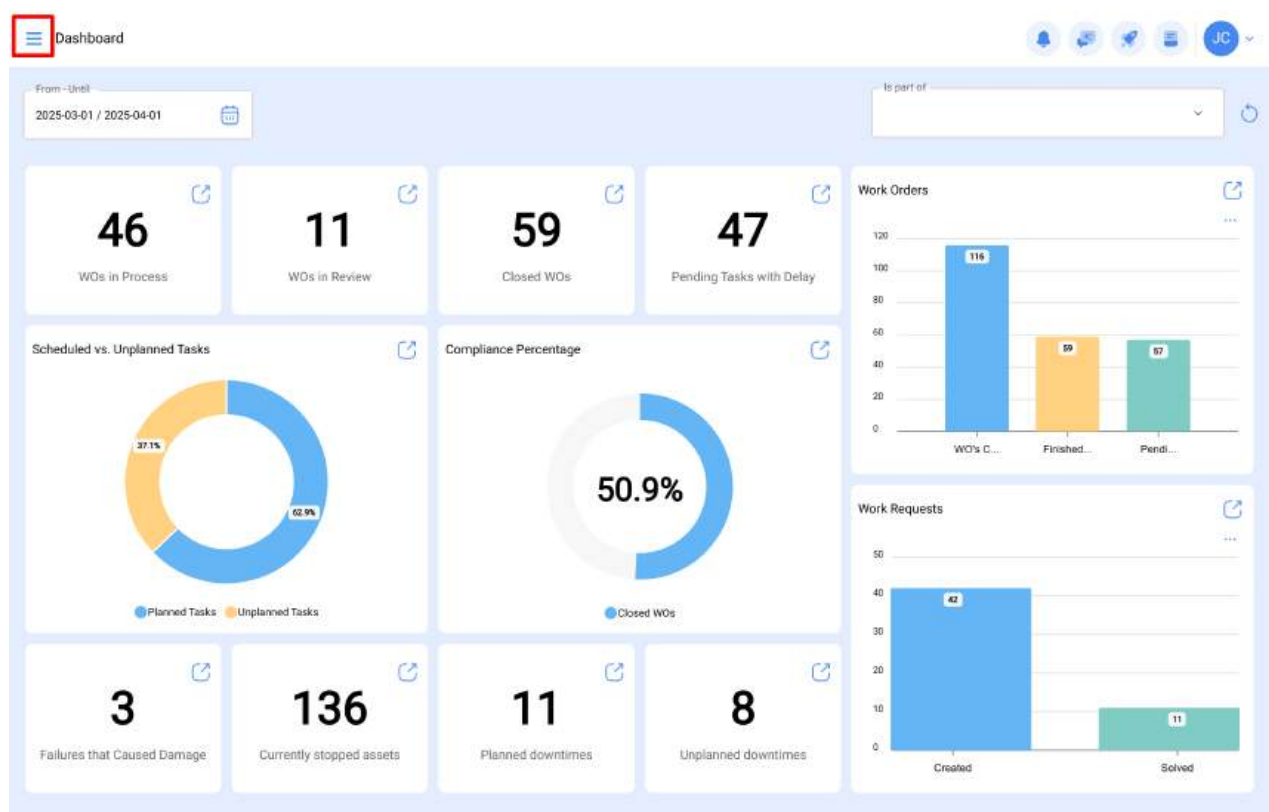 Dashboard
JC
From - Until
2025-03-01 / 2025-04-01
Is part of
46
WOs in Process
11
WOs in Review
59
Closed WOs
47
Pending Tasks with Delay
Work Orders
120
100
80
60
40
20
0
116
59
57
WO's C...
Finished...
Pendi...
Scheduled vs. Unplanned Tasks
37.1%
62.9%
Planned Tasks
Unplanned Tasks
Compliance Percentage
50.9%
Closed WOs
Work Requests
50
40
30
20
10
0
42
11
Created
Solved
3
Failures that Caused Damage
136
Currently stopped assets
11
Planned downtimes
8
Unplanned downtimes